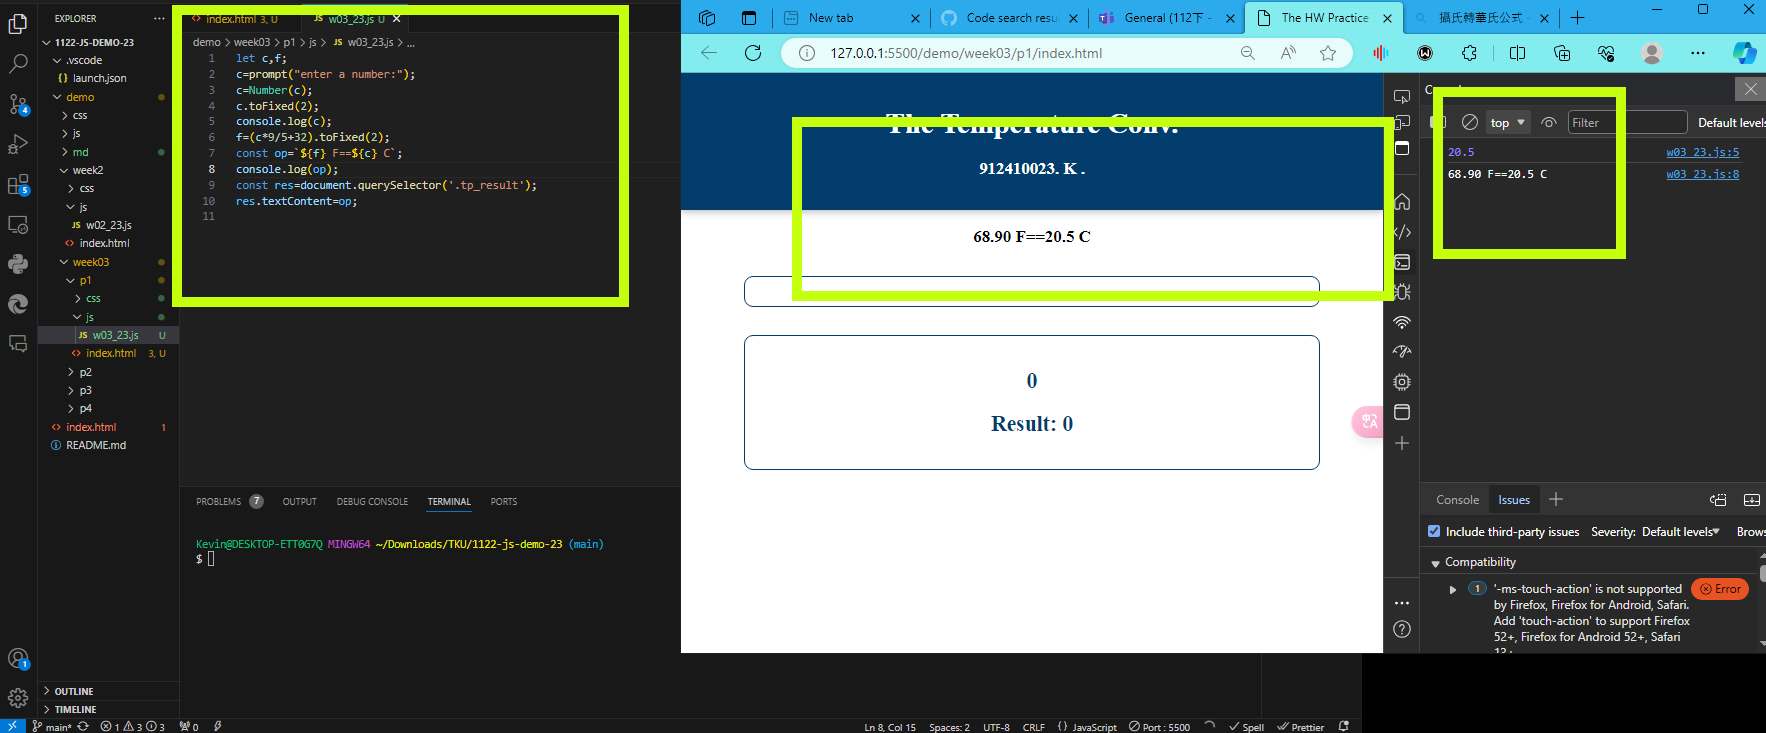 EXPLORER
···
1122-JS-DEMO-23
.vscode
{} launch.json
demo
css
js
md
week2
css
js
JS w02_23.js
<> index.html
week03
p1
css
js
JS w03_23.js U
<> index.html 3, U
p2
p3
p4
<> index.html 1
README.md
OUTLINE
TIMELINE
4
5
1
<> index.html 3, U
JS w03_23.js U ×
demo > week03 > p1 > js > JS w03_23.js > ...
1 let c,f;
2 c=prompt("enter a number:");
3 c=Number(c);
4 c.toFixed(2);
5 console.log(c);
6 f=(c*9/5+32).toFixed(2);
7 const op=`${f} F==${c} C`;
8 console.log(op);
9 const res=document.querySelector('.tp_result');
10 res.textContent=op;
11
PROBLEMS 7 OUTPUT DEBUG CONSOLE TERMINAL PORTS
Kevin@DESKTOP-ETT0G7Q MINGW64 ~/Downloads/TKU/1122-js-demo-23 (main)
$
main* 1 3 3 0
Ln 8, Col 15 Spaces: 2 UTF-8 CRLF {} JavaScript Port : 5500 Spell Prettier
New tab
Code search resu
General (112下 -
The HW Practice
攝氏轉華氏公式 -
127.0.0.1:5500/demo/week03/p1/index.html
The Temperature Conv.
912410023. K .
68.90 F==20.5 C
0
Result: 0
top
Filter
Default levels
20.5 w03_23.js:5
68.90 F==20.5 C w03_23.js:8
Console Issues
Include third-party issues Severity: Default levels Brows
Compatibility
1 '-ms-touch-action' is not supported Error
by Firefox, Firefox for Android, Safari.
Add 'touch-action' to support Firefox
52+, Firefox for Android 52+, Safari
13+